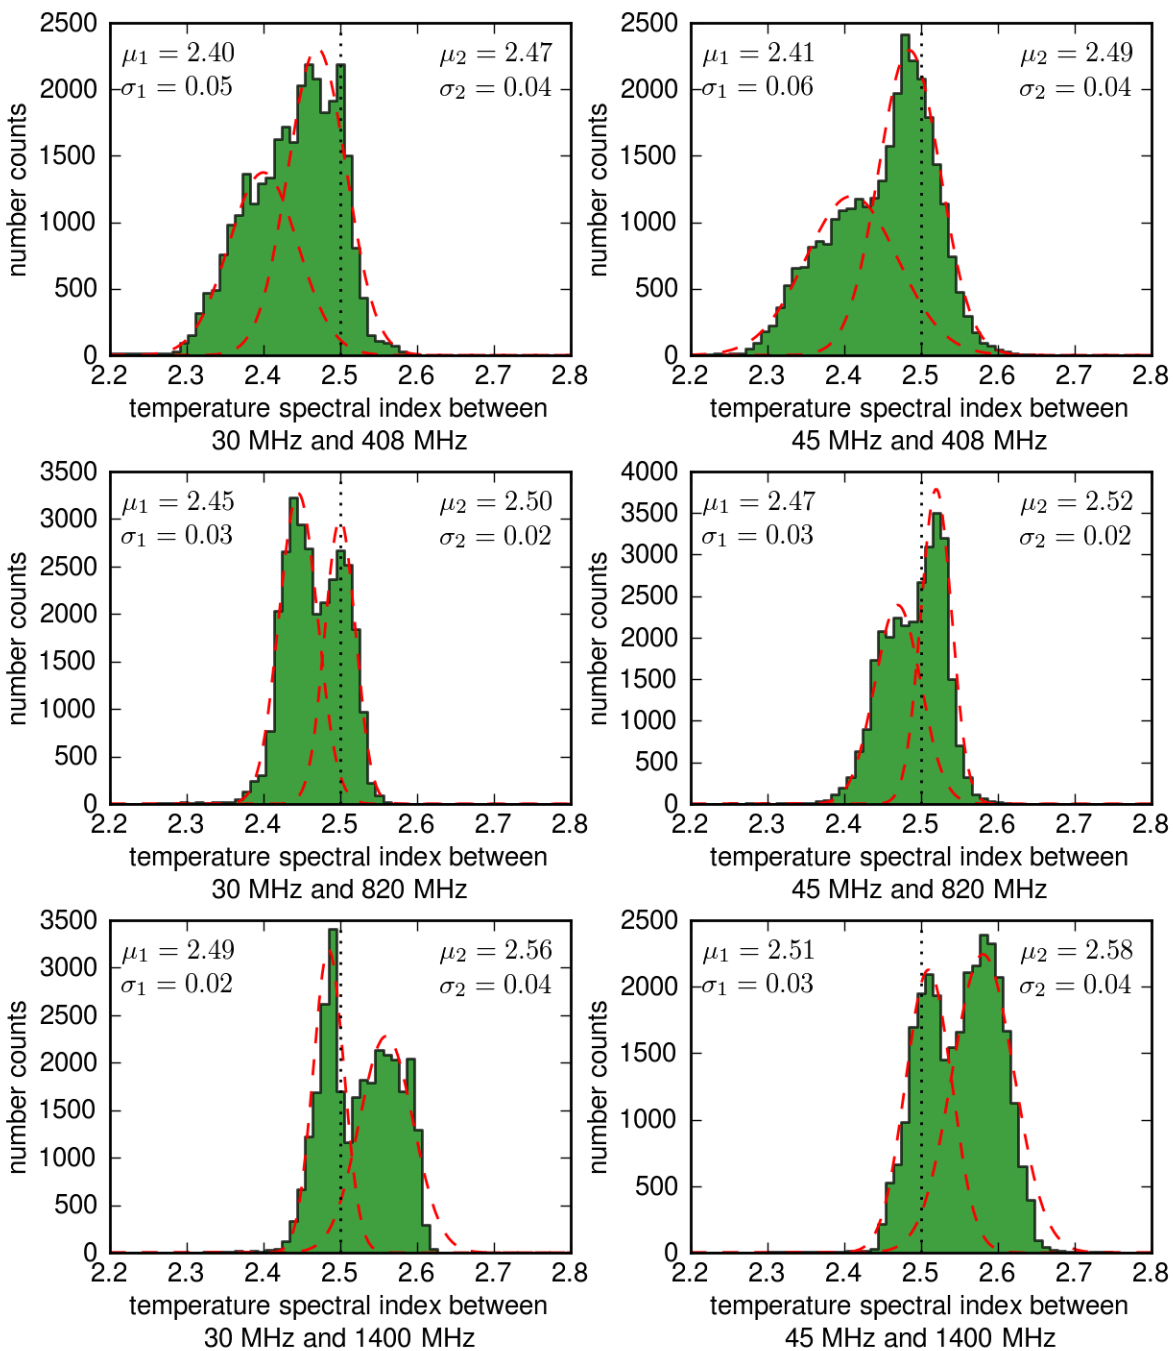 2500
2000
1500
1000
500
0
number counts
μ₁ = 2.40
σ₁ = 0.05
μ₂ = 2.47
σ₂ = 0.04
2.2 2.3 2.4 2.5 2.6 2.7 2.8
temperature spectral index between
30 MHz and 408 MHz
2500
2000
1500
1000
500
0
number counts
μ₁ = 2.41
σ₁ = 0.06
μ₂ = 2.49
σ₂ = 0.04
2.2 2.3 2.4 2.5 2.6 2.7 2.8
temperature spectral index between
45 MHz and 408 MHz
3500
3000
2500
2000
1500
1000
500
0
number counts
μ₁ = 2.45
σ₁ = 0.03
μ₂ = 2.50
σ₂ = 0.02
2.2 2.3 2.4 2.5 2.6 2.7 2.8
temperature spectral index between
30 MHz and 820 MHz
4000
3500
3000
2500
2000
1500
1000
500
0
number counts
μ₁ = 2.47
σ₁ = 0.03
μ₂ = 2.52
σ₂ = 0.02
2.2 2.3 2.4 2.5 2.6 2.7 2.8
temperature spectral index between
45 MHz and 820 MHz
3500
3000
2500
2000
1500
1000
500
0
number counts
μ₁ = 2.49
σ₁ = 0.02
μ₂ = 2.56
σ₂ = 0.04
2.2 2.3 2.4 2.5 2.6 2.7 2.8
temperature spectral index between
30 MHz and 1400 MHz
2500
2000
1500
1000
500
0
number counts
μ₁ = 2.51
σ₁ = 0.03
μ₂ = 2.58
σ₂ = 0.04
2.2 2.3 2.4 2.5 2.6 2.7 2.8
temperature spectral index between
45 MHz and 1400 MHz